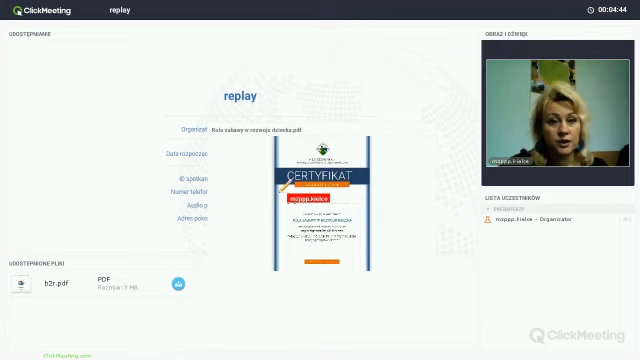 ClickMeeting
replay
00:04:44
UDOSTĘPNIANIE
OBRAZ I DŹWIĘK
replay
Organizat
Rola zabawy w rozwoju dziecka.pdf
Data rozpoczęc
CERTYFIKAT
ID spotkan
Numer telefor
mzppp.kielce
Audio p
Adres poko
mzppp.kielce
LISTA UCZESTNIKÓW
PREZENTERZY
mzppp.kielce - Organizator
UDOSTEPNIONE PLIKI
b2r.pdf
PDF
Rozmiar: 3 MB
ClickMeeting
ClickMeeting.com